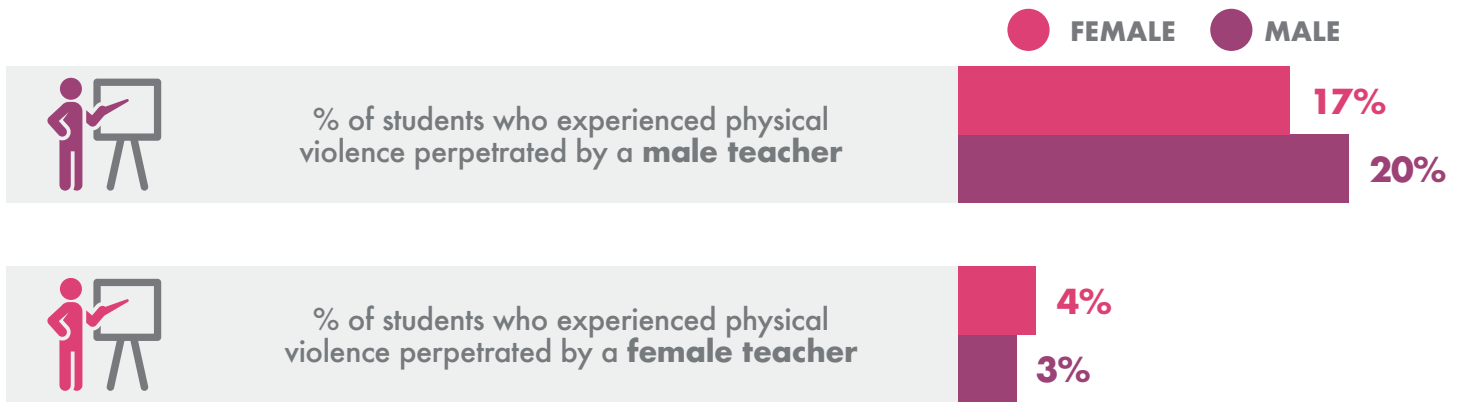 FEMALE MALE
% of students who experienced physical
violence perpetrated by a male teacher
17%
20%
% of students who experienced physical
violence perpetrated by a female teacher
4%
3%